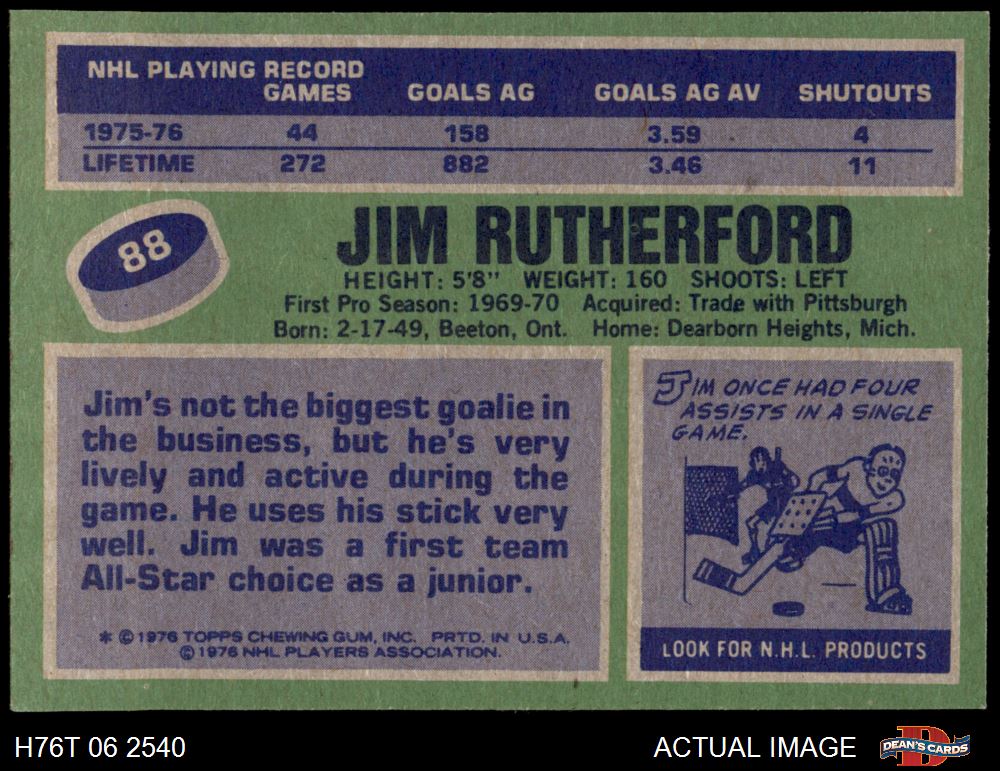 NHL PLAYING RECORD
GAMES GOALS AG GOALS AG AV SHUTOUTS
1975-76 44 158 3.59 4
LIFETIME 272 882 3.46 11
88
JIM RUTHERFORD
HEIGHT: 5'8" WEIGHT: 160 SHOOTS: LEFT
First Pro Season: 1969-70 Acquired: Trade with Pittsburgh
Born: 2-17-49, Beeton, Ont. Home: Dearborn Heights, Mich.
Jim's not the biggest goalie in
the business, but he's very
lively and active during the
game. He uses his stick very
well. Jim was a first team
All-Star choice as a junior.
* © 1976 TOPPS CHEWING GUM, INC. PRTD. IN U.S.A.
© 1976 NHL PLAYERS ASSOCIATION.
JIM ONCE HAD FOUR
ASSISTS IN A SINGLE
GAME.
LOOK FOR N.H.L. PRODUCTS
H76T 06 2540
ACTUAL IMAGE
DEAN'S CARDS